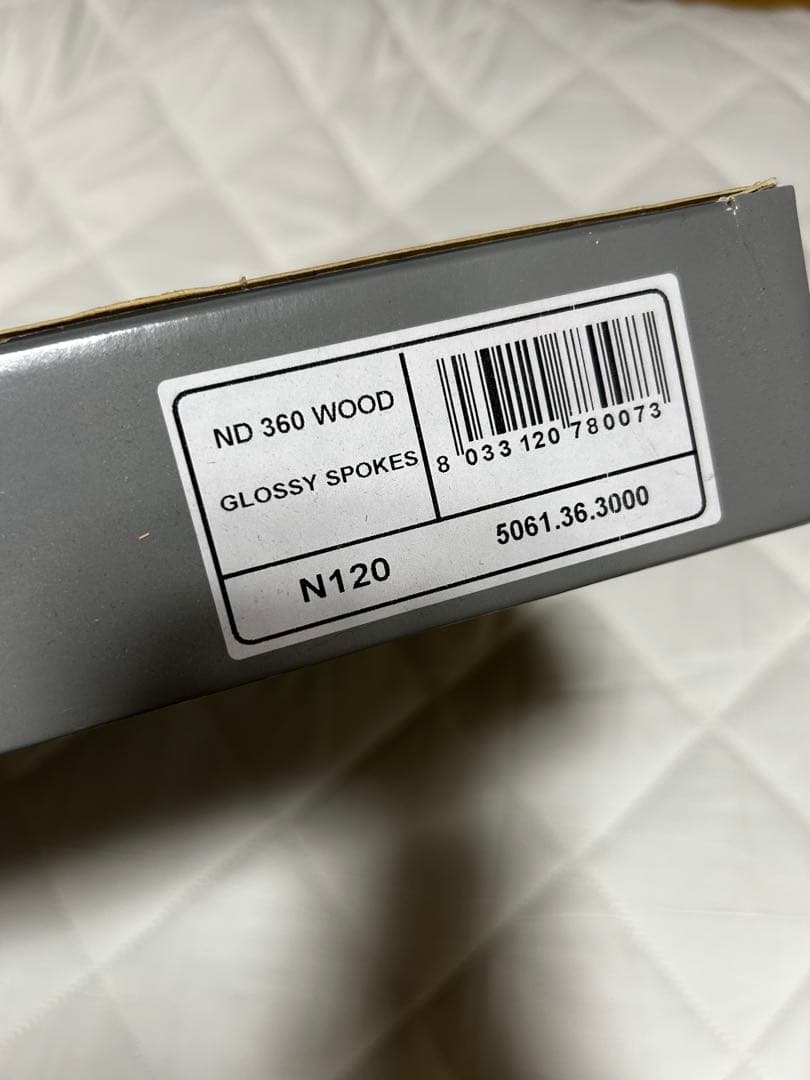 ND 360 WOOD
GLOSSY SPOKES
8 033120 780073
N120
5061.36.3000